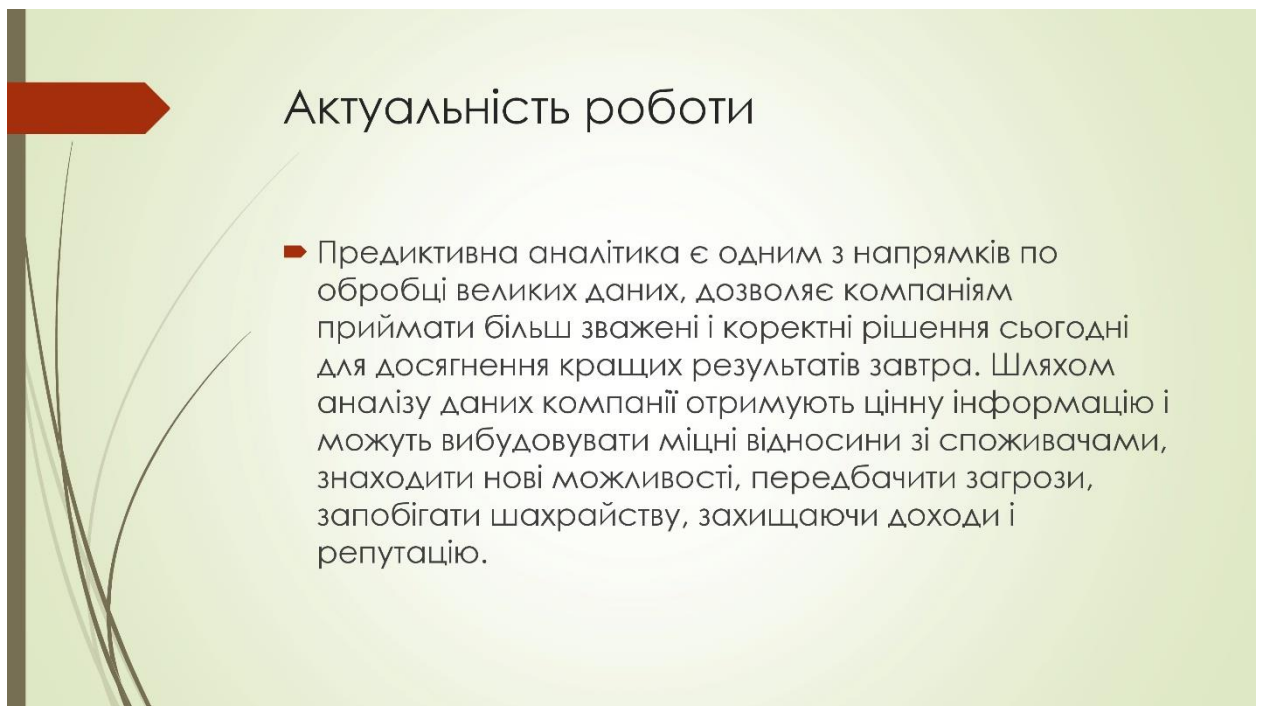 Актуальність роботи
Предиктивна аналітика є одним з напрямків по
обробці великих даних, дозволяє компаніям
приймати більш зважені і коректні рішення сьогодні
для досягнення кращих результатів завтра. Шляхом
аналізу даних компанії отримують цінну інформацію і
можуть вибудовувати міцні відносини зі споживачами,
знаходити нові можливості, передбачити загрози,
запобігати шахрайству, захищаючи доходи і
репутацію.